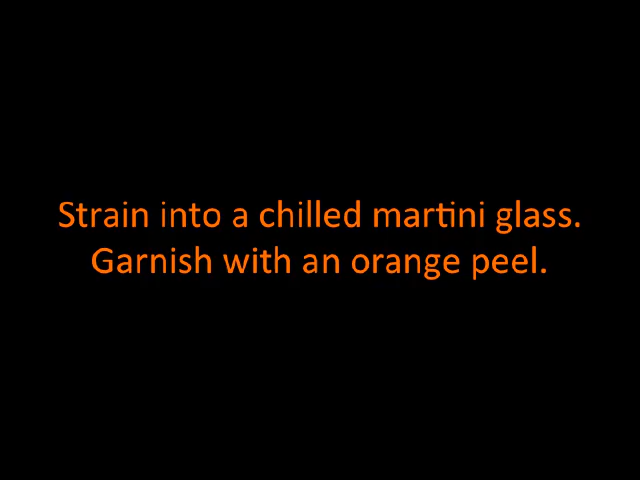 Strain into a chilled martini glass.
Garnish with an orange peel.